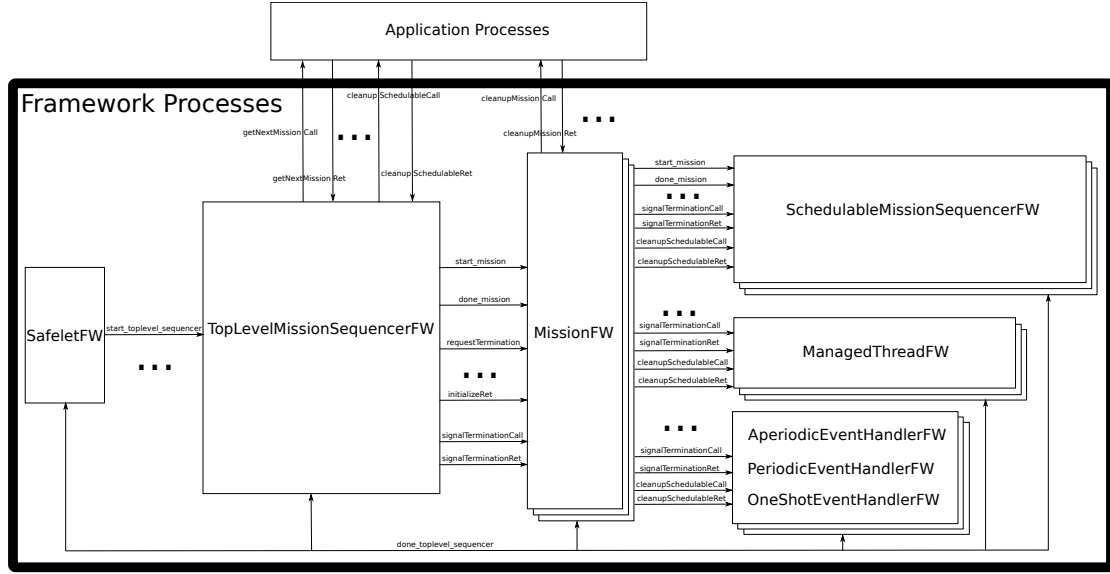 Application Processes
Framework Processes
cleanup SchedulableCall
cleanupMission Call
getNextMission Call
...
cleanupMission Ret
...
getNextMission Ret
cleanup SchedulableRet
start_mission
done_mission
...
signalTerminationCall
signalTerminationRet
cleanupSchedulableCall
cleanupSchedulableRet
SchedulableMissionSequencerFW
SafeletFW
start_toplevel_sequencer
...
TopLevelMissionSequencerFW
start_mission
done_mission
requestTermination
...
initializeRet
signalTerminationCall
signalTerminationRet
MissionFW
...
signalTerminationCall
signalTerminationRet
cleanupSchedulableCall
cleanupSchedulableRet
ManagedThreadFW
...
signalTerminationCall
signalTerminationRet
cleanupSchedulableCall
cleanupSchedulableRet
AperiodicEventHandlerFW
PeriodicEventHandlerFW
OneShotEventHandlerFW
done_toplevel_sequencer